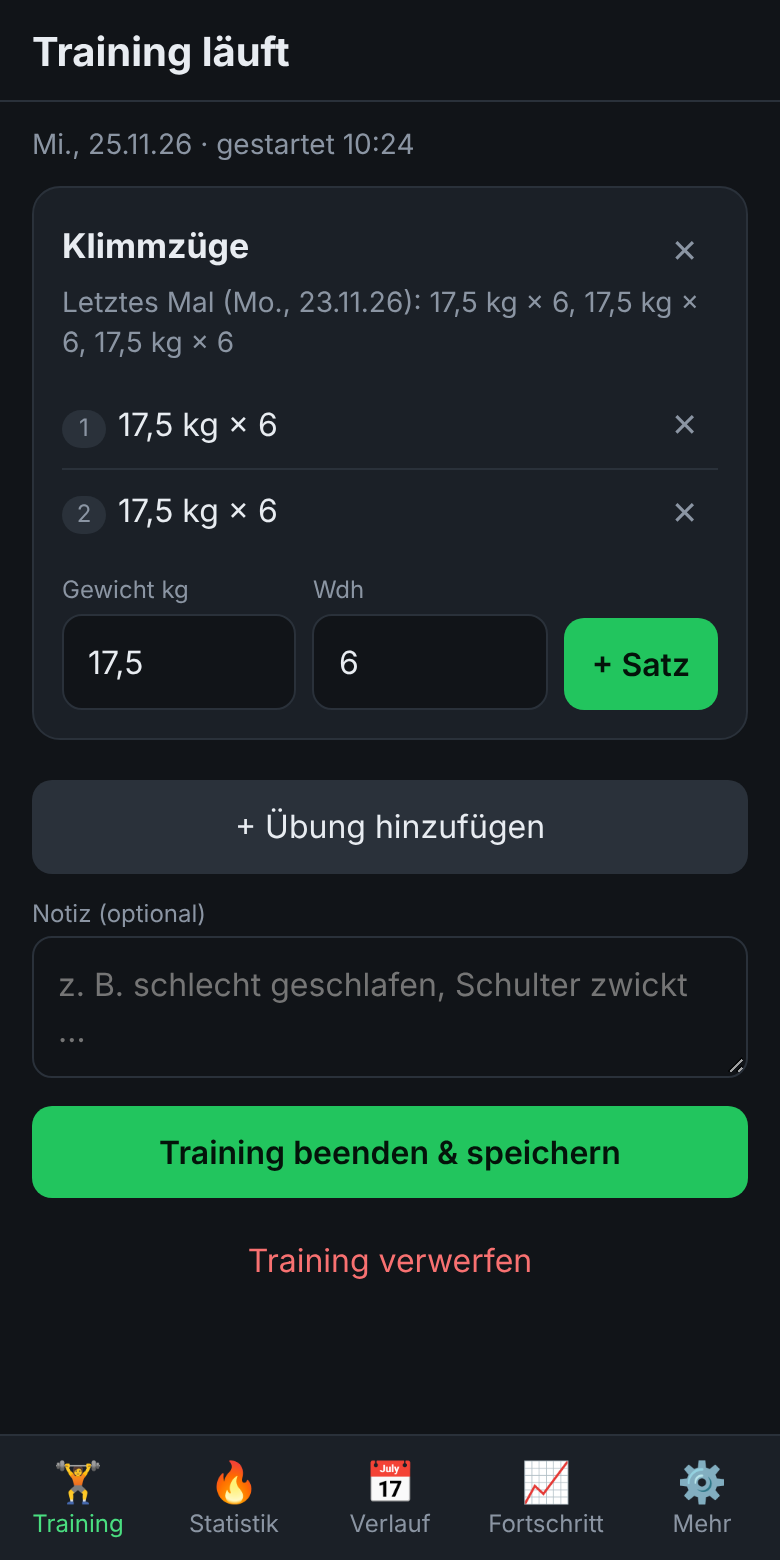 Training läuft
Mi., 25.11.26 · gestartet 10:24
Klimmzüge ✕
Letztes Mal (Mo., 23.11.26): 17,5 kg × 6, 17,5 kg ×
6, 17,5 kg × 6
1 17,5 kg × 6 ✕
2 17,5 kg × 6 ✕
Gewicht kg Wdh
17,5 6 + Satz
+ Übung hinzufügen
Notiz (optional)
z. B. schlecht geschlafen, Schulter zwickt
...
Training beenden & speichern
Training verwerfen
July
17
Training Statistik Verlauf Fortschritt Mehr